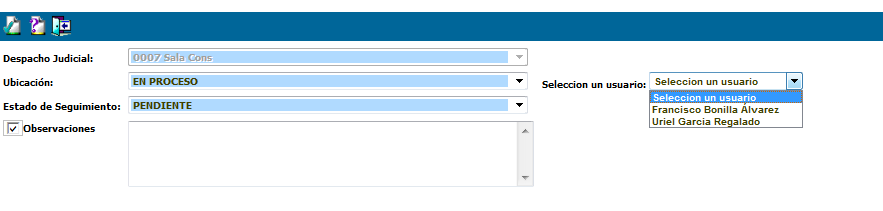 Despacho Judicial: 0007 Sala Cons
Ubicación: EN PROCESO Seleccion un usuario: Seleccion un usuario
Seleccion un usuario
Estado de Seguimiento: PENDIENTE Francisco Bonilla Álvarez
Uriel Garcia Regalado
Observaciones